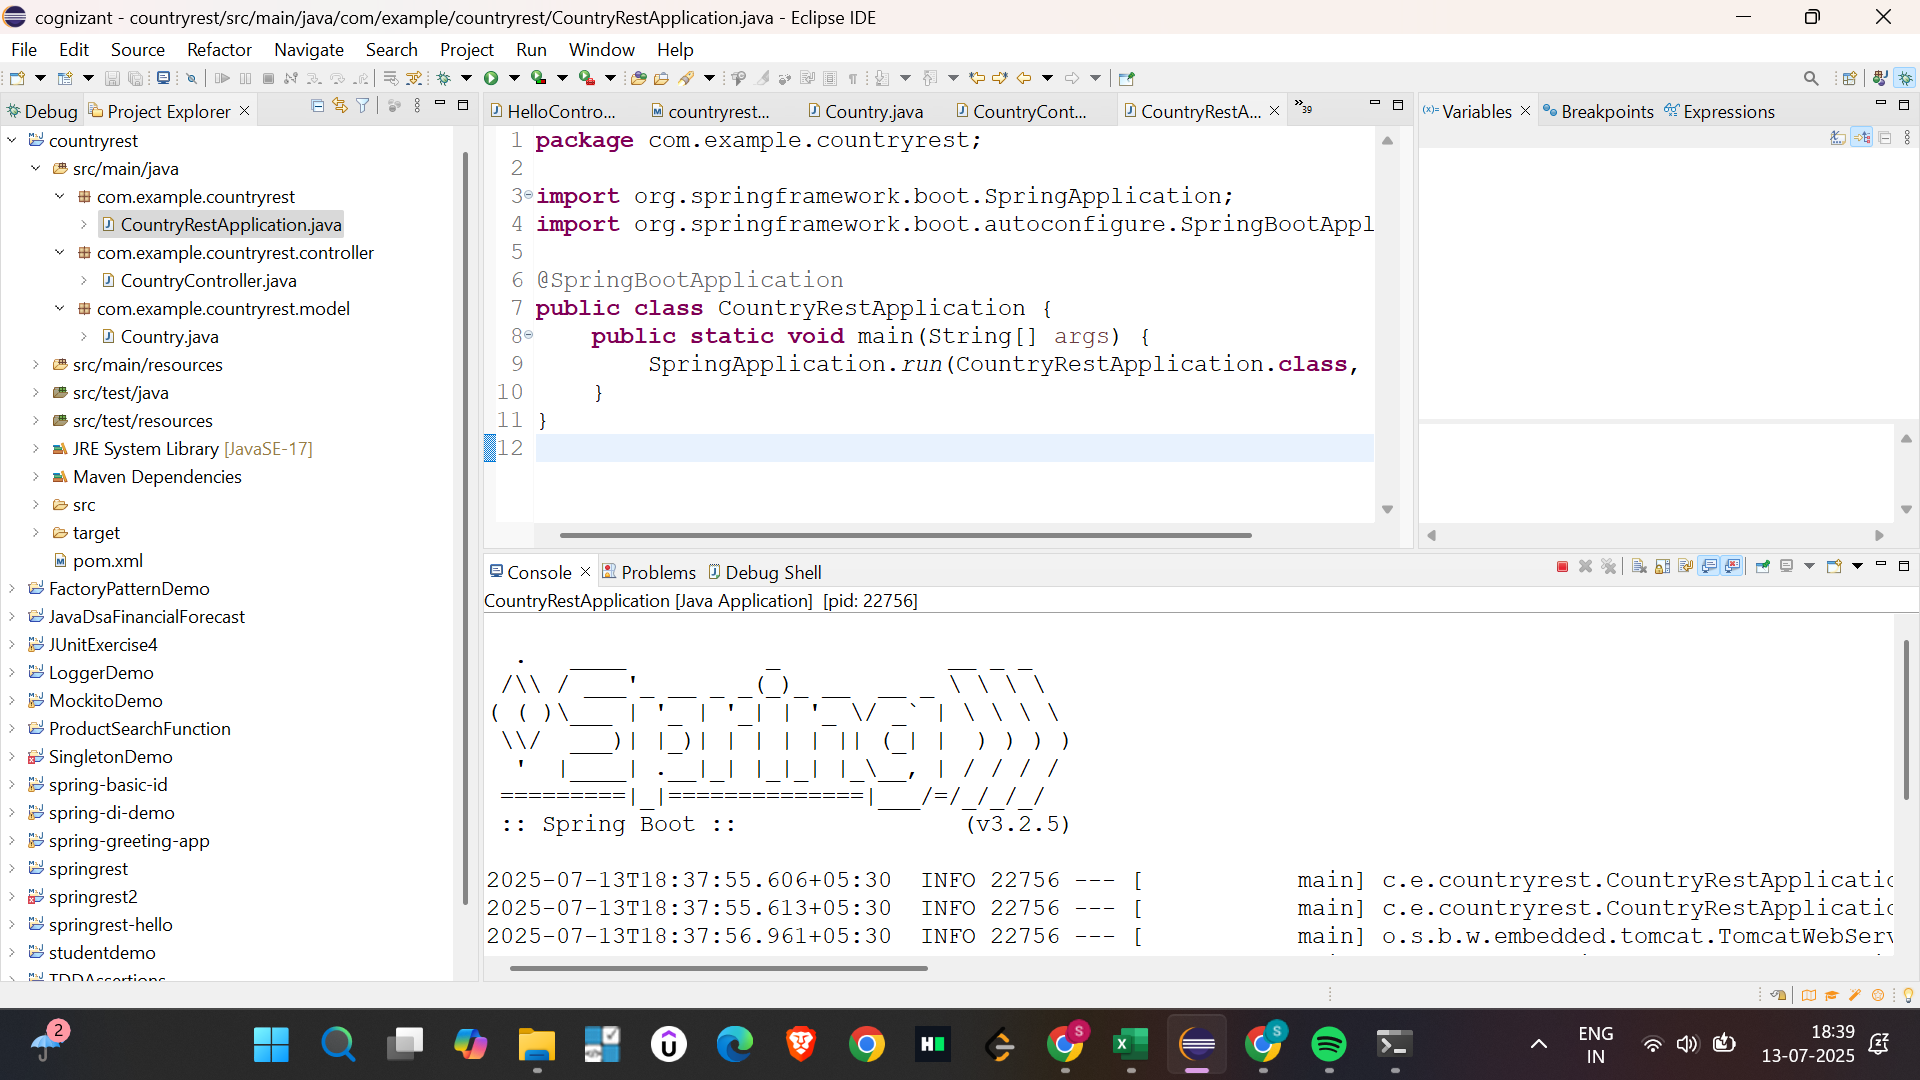 cognizant - countryrest/src/main/java/com/example/countryrest/CountryRestApplication.java - Eclipse IDE
File Edit Source Refactor Navigate Search Project Run Window Help
Debug Project Explorer
countryrest
src/main/java
com.example.countryrest
CountryRestApplication.java
com.example.countryrest.controller
CountryController.java
com.example.countryrest.model
Country.java
src/main/resources
src/test/java
src/test/resources
JRE System Library [JavaSE-17]
Maven Dependencies
src
target
pom.xml
FactoryPatternDemo
JavaDsaFinancialForecast
JUnitExercise4
LoggerDemo
MockitoDemo
ProductSearchFunction
SingletonDemo
spring-basic-id
spring-di-demo
spring-greeting-app
springrest
springrest2
springrest-hello
studentdemo
TDDAssertions
HelloContro... countryrest... Country.java CountryCont... CountryRestA... »39
1 package com.example.countryrest;
2
3 import org.springframework.boot.SpringApplication;
4 import org.springframework.boot.autoconfigure.SpringBootAppl
5
6 @SpringBootApplication
7 public class CountryRestApplication {
8 public static void main(String[] args) {
9 SpringApplication.run(CountryRestApplication.class,
10 }
11 }
12
(x)= Variables Breakpoints Expressions
Console Problems Debug Shell
CountryRestApplication [Java Application] [pid: 22756]
:: Spring Boot :: (v3.2.5)
2025-07-13T18:37:55.606+05:30 INFO 22756 --- [ main] c.e.countryrest.CountryRestApplicatio
2025-07-13T18:37:55.613+05:30 INFO 22756 --- [ main] c.e.countryrest.CountryRestApplicatio
2025-07-13T18:37:56.961+05:30 INFO 22756 --- [ main] o.s.b.w.embedded.tomcat.TomcatWebServ
2
ENG
IN
18:39
13-07-2025